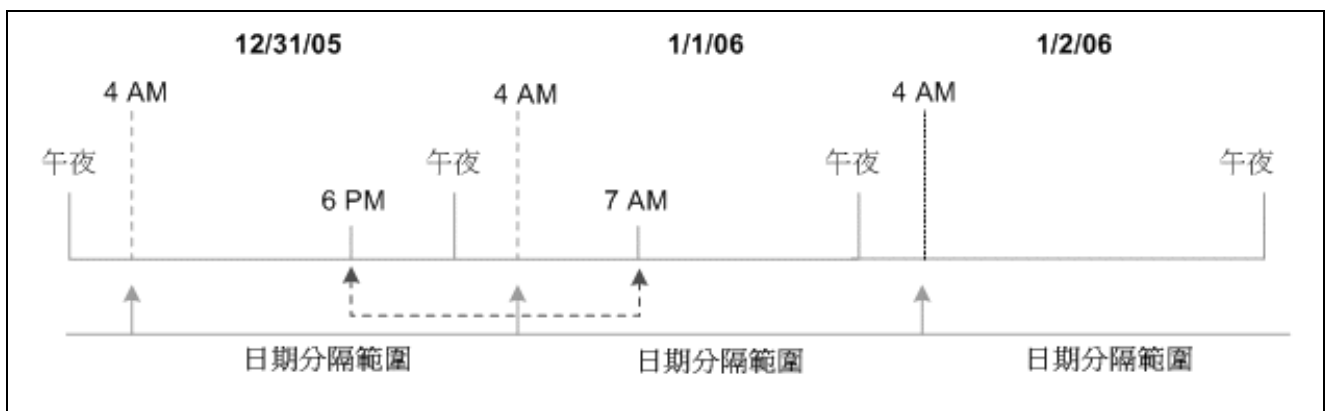 12/31/05 1/1/06 1/2/06
4 AM 4 AM 4 AM
午夜 午夜 午夜 午夜
6 PM 7 AM
日期分隔範圍 日期分隔範圍 日期分隔範圍